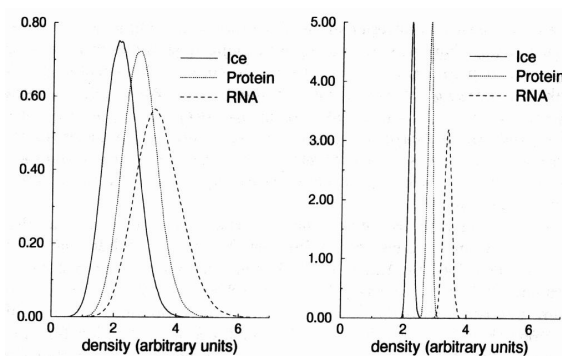 0.80
0.60
0.40
0.20
0.00
0 2 4 6
density (arbitrary units)
Ice
Protein
RNA
5.00
4.00
3.00
2.00
1.00
0.00
0 2 4 6
density (arbitrary units)
Ice
Protein
RNA